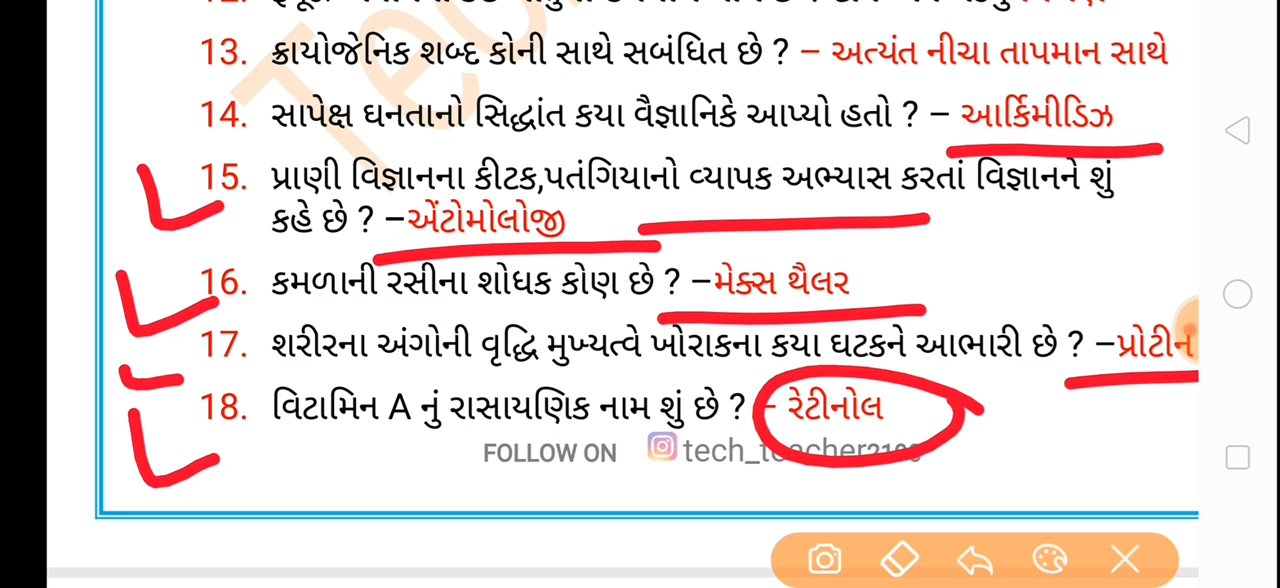 13. ક્રાયોજેનિક શબ્દ કોની સાથે સબંધિત છે ? – અત્યંત નીચા તાપમાન સાથે
14. સાપેક્ષ ઘનતાનો સિદ્ધાંત કયા વૈજ્ઞાનિકે આપ્યો હતો ? – આર્કિમીડિઝ
15. પ્રાણી વિજ્ઞાનના કીટક,પતંગિયાનો વ્યાપક અભ્યાસ કરતાં વિજ્ઞાનને શું
કહે છે ? –એંટોમોલોજી
16. કમળાની રસીના શોધક કોણ છે ? –મેક્સ થૈલર
17. શરીરના અંગોની વૃદ્ધિ મુખ્યત્વે ખોરાકના કયા ઘટકને આભારી છે ? –પ્રોટીન
18. વિટામિન A નું રાસાયણિક નામ શું છે ? – રેટીનોલ
FOLLOW ON